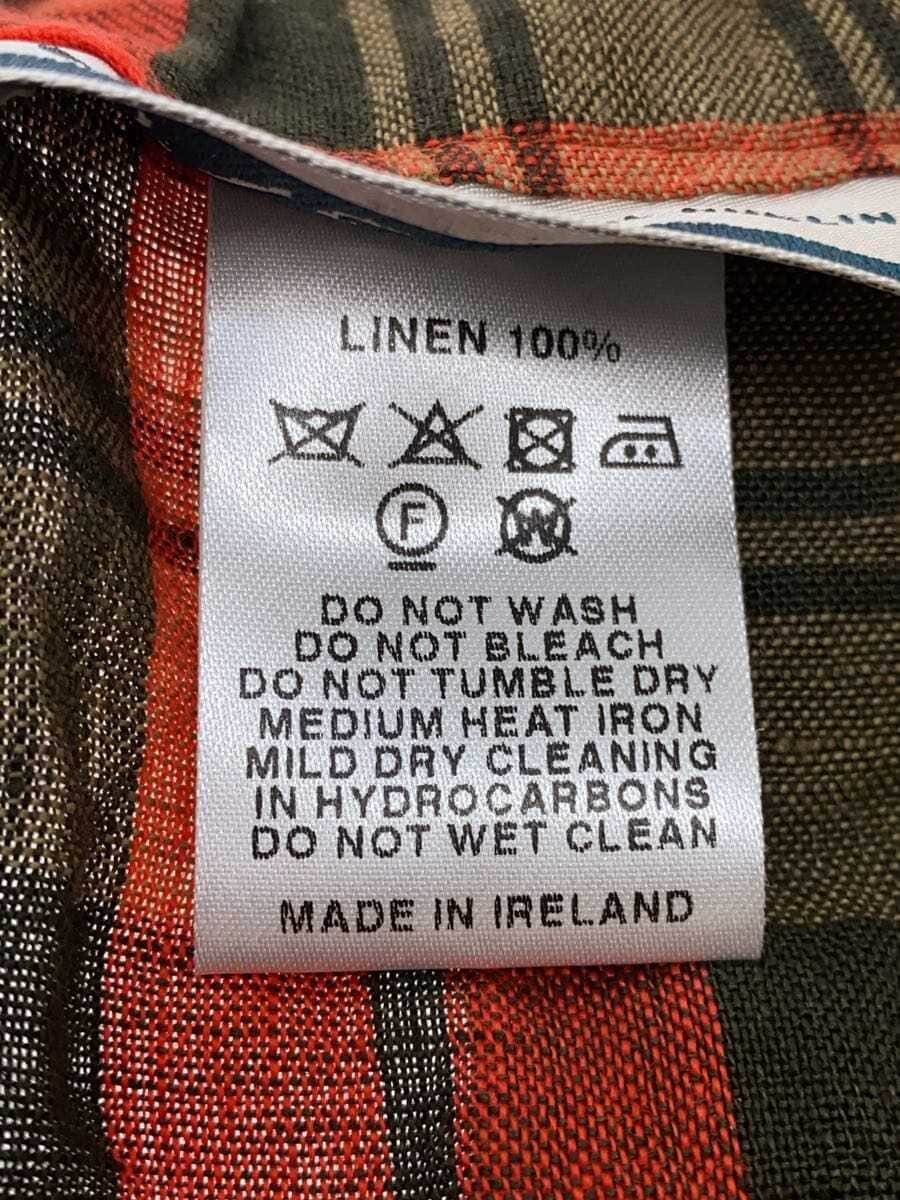 LINEN 100%
F W
DO NOT WASH
DO NOT BLEACH
DO NOT TUMBLE DRY
MEDIUM HEAT IRON
MILD DRY CLEANING
IN HYDROCARBONS
DO NOT WET CLEAN
MADE IN IRELAND